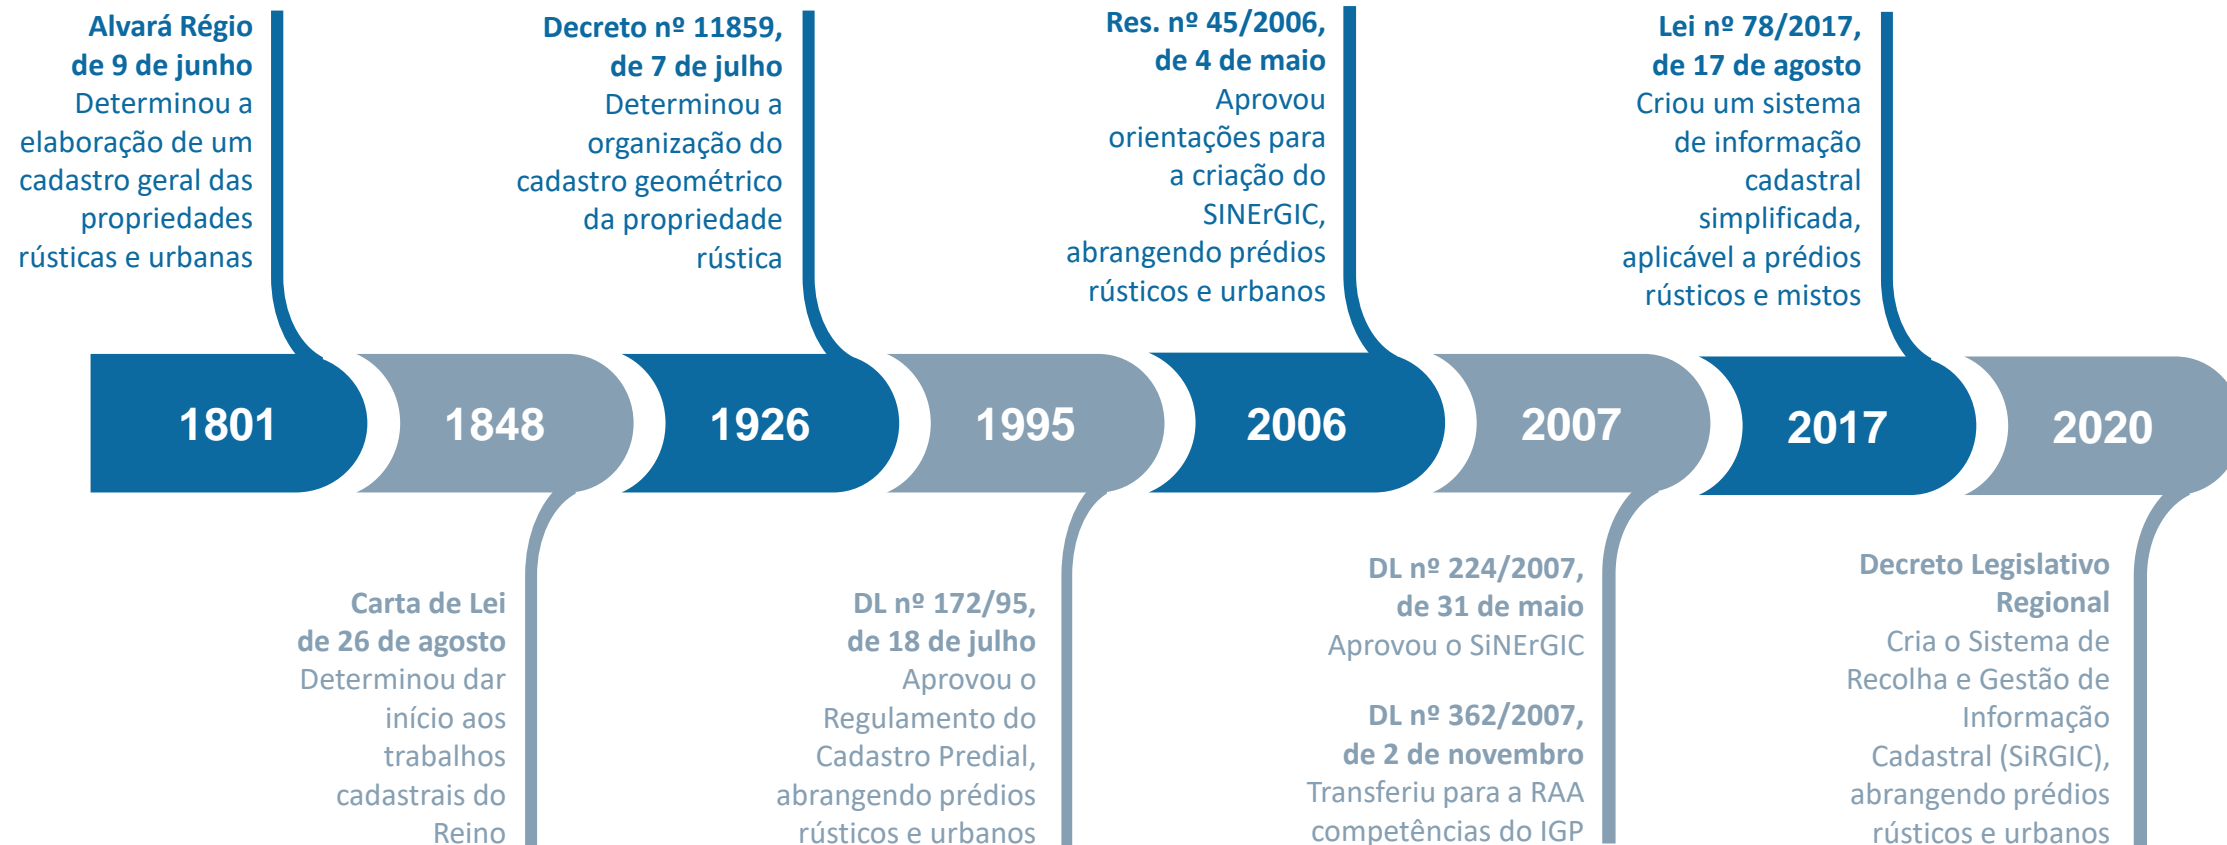 Alvará Régio
de 9 de junho
Determinou a
elaboração de um
cadastro geral das
propriedades
rústicas e urbanas
Decreto nº 11859,
de 7 de julho
Determinou a
organização do
cadastro geométrico
da propriedade
rústica
Res. nº 45/2006,
de 4 de maio
Aprovou
orientações para
a criação do
SINErGIC,
abrangendo prédios
rústicos e urbanos
Lei nº 78/2017,
de 17 de agosto
Criou um sistema
de informação
cadastral
simplificada,
aplicável a prédios
rústicos e mistos
1801
1848
1926
1995
2006
2007
2017
2020
Carta de Lei
de 26 de agosto
Determinou dar
início aos
trabalhos
cadastrais do
Reino
DL nº 172/95,
de 18 de julho
Aprovou o
Regulamento do
Cadastro Predial,
abrangendo prédios
rústicos e urbanos
DL nº 224/2007,
de 31 de maio
Aprovou o SiNErGIC
DL nº 362/2007,
de 2 de novembro
Transferiu para a RAA
competências do IGP
Decreto Legislativo
Regional
Cria o Sistema de
Recolha e Gestão de
Informação
Cadastral (SiRGIC),
abrangendo prédios
rústicos e urbanos